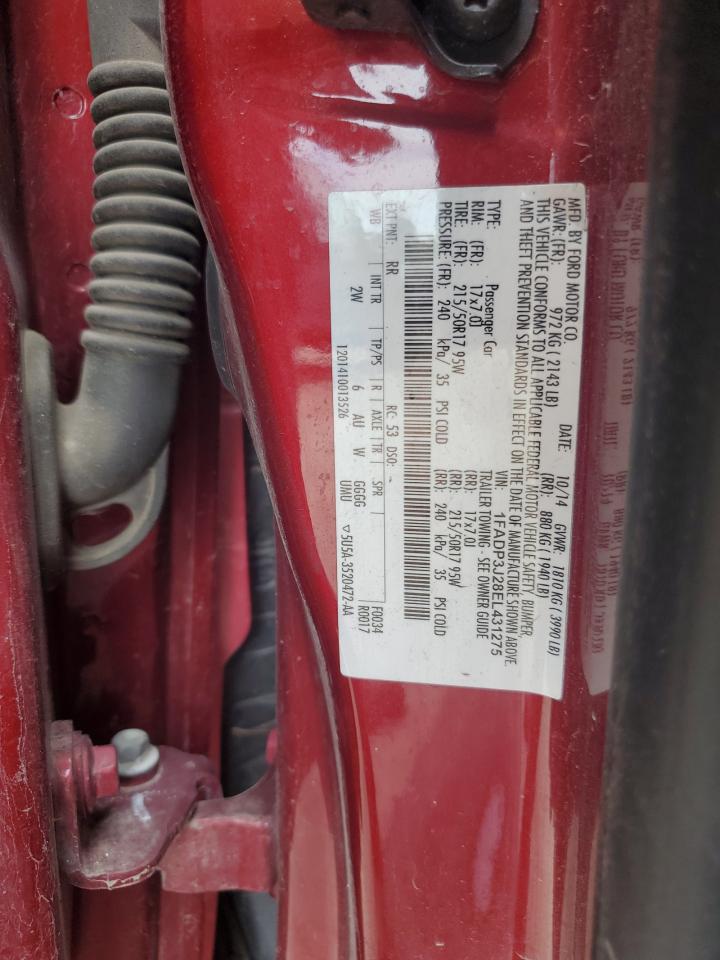 MFD. BY FORD MOTOR CO.
DATE: 10/14 GVWR: 1810 KG ( 3990 LB)
GAWR:(FR): 972 KG ( 2143 LB) (RR): 880 KG ( 1940 LB)
THIS VEHICLE CONFORMS TO ALL APPLICABLE FEDERAL MOTOR VEHICLE SAFETY, BUMPER,
AND THEFT PREVENTION STANDARDS IN EFFECT ON THE DATE OF MANUFACTURE SHOWN ABOVE.
VIN: 1FADP3J28EL431275
TYPE: Passenger Car TRAILER TOWING - SEE OWNER GUIDE
RIM: (FR): 17x7.0J (RR): 17x7.0J
TIRE: (FR): 215/50R17 95W (RR): 215/50R17 95W
PRESSURE:(FR): 240 kPa/ 35 PSI COLD (RR): 240 kPa/ 35 PSI COLD
EXT PNT: RR RC: 53 DSO: F0034
R0017
WB INT TR TP/PS R AXLE TR SPR
2W 6 AU W GGGG
UMU
1201410013526 ▽5U5A-3520472-AA